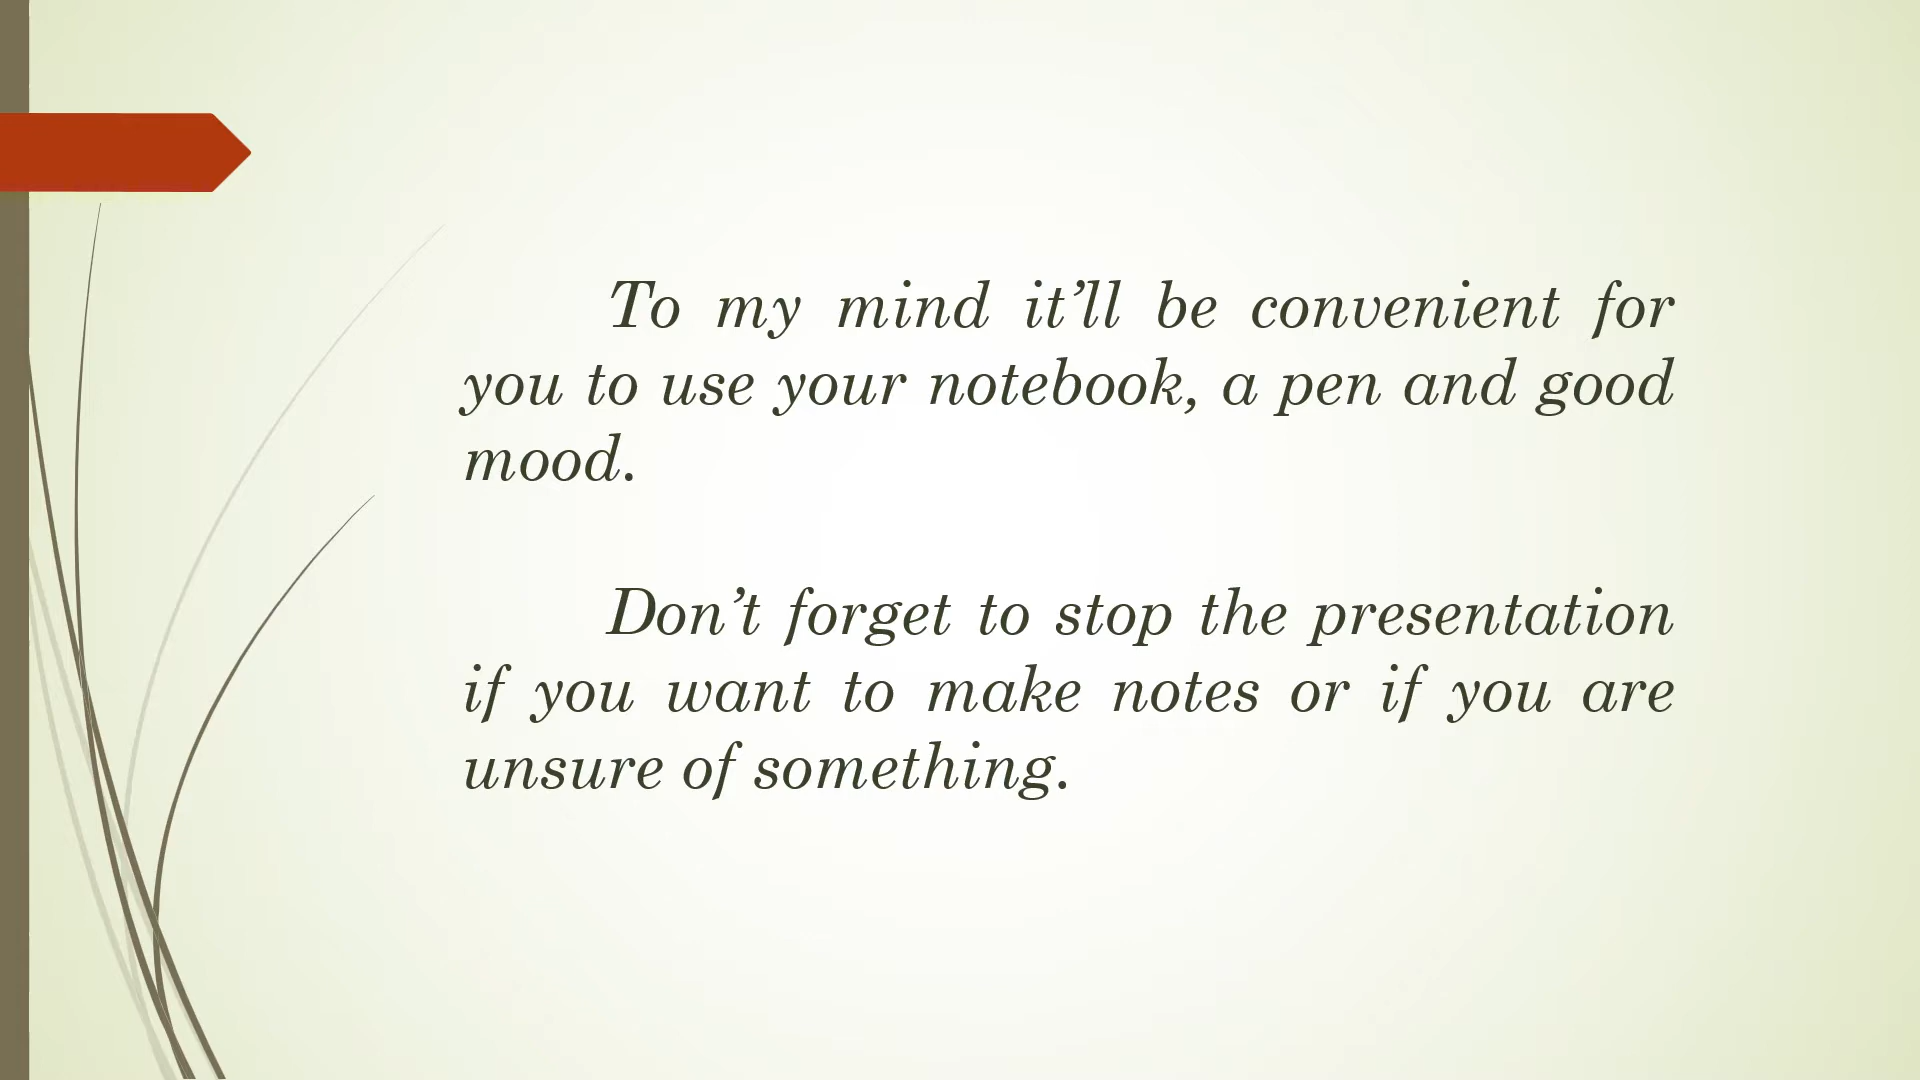 To my mind it’ll be convenient for
you to use your notebook, a pen and good
mood.
Don’t forget to stop the presentation
if you want to make notes or if you are
unsure of something.